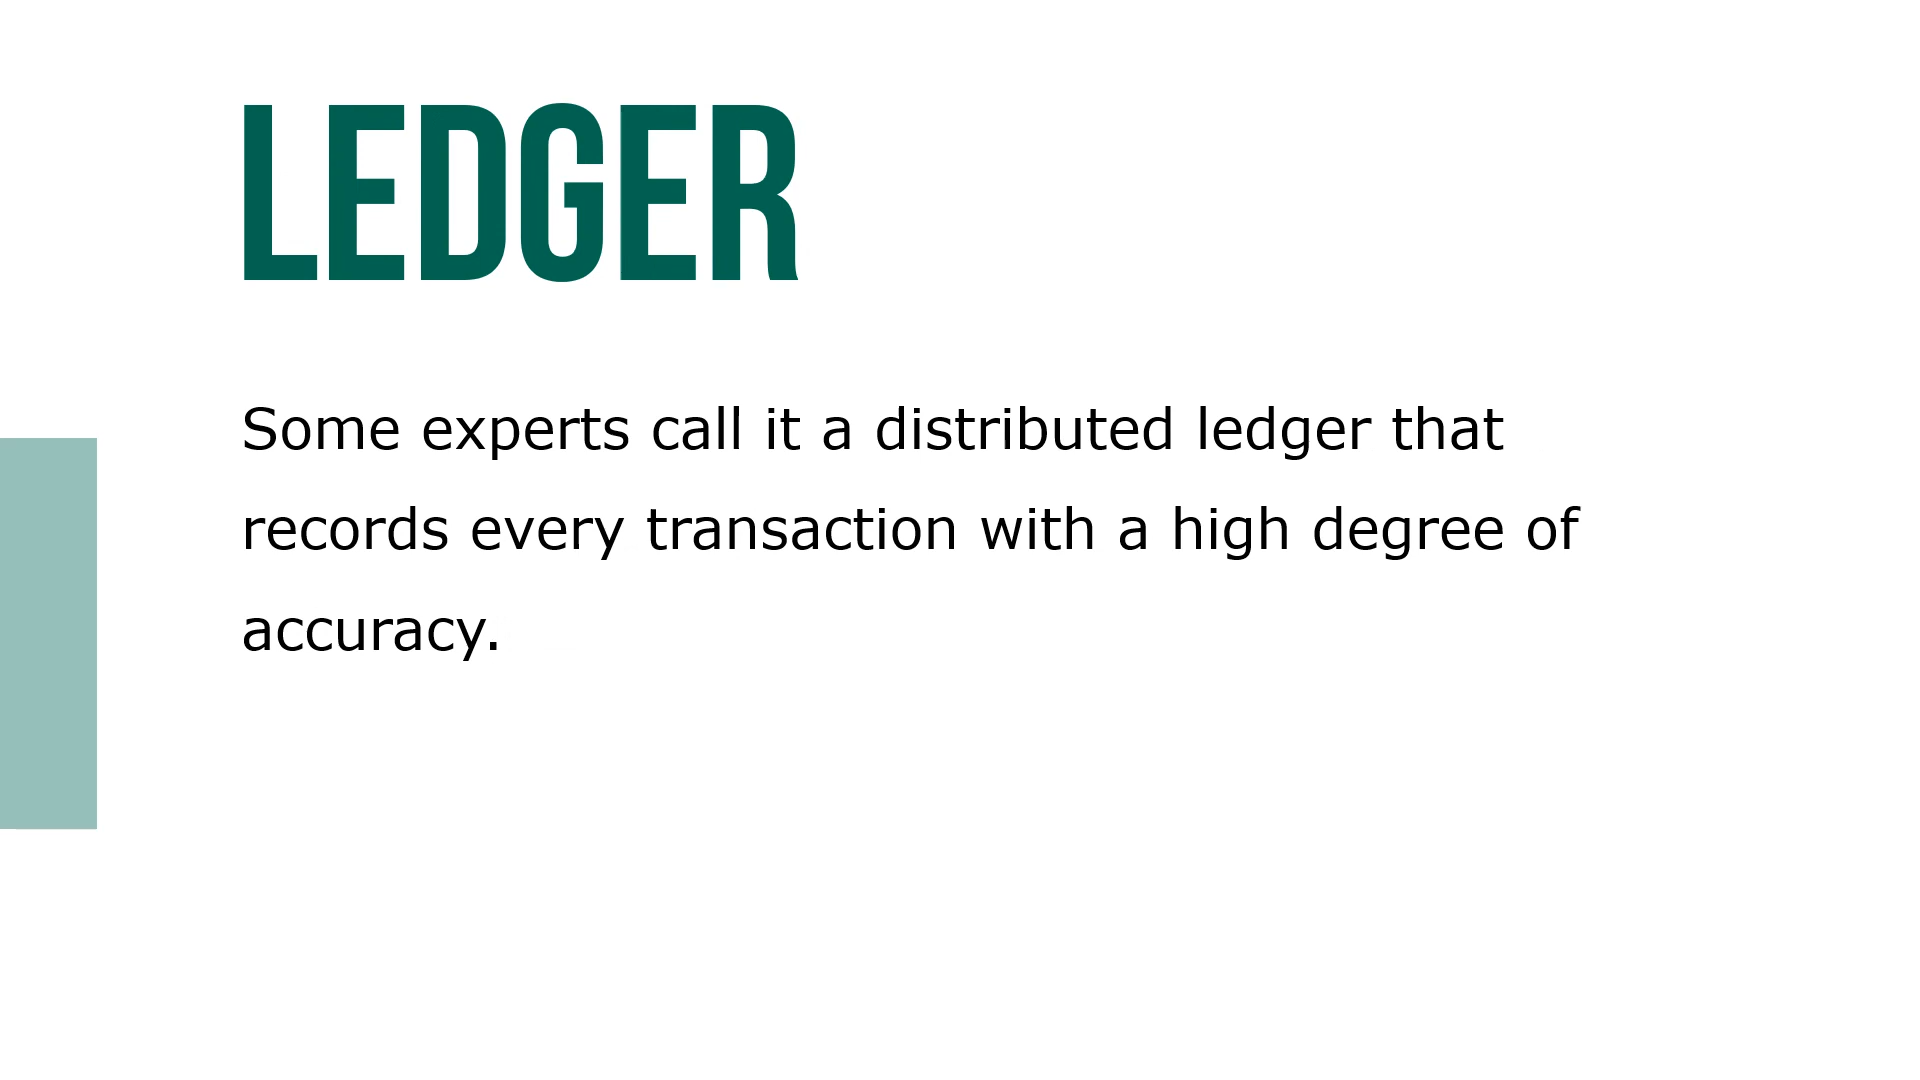 LEDGER
Some experts call it a distributed ledger that
records every transaction with a high degree of
accuracy.